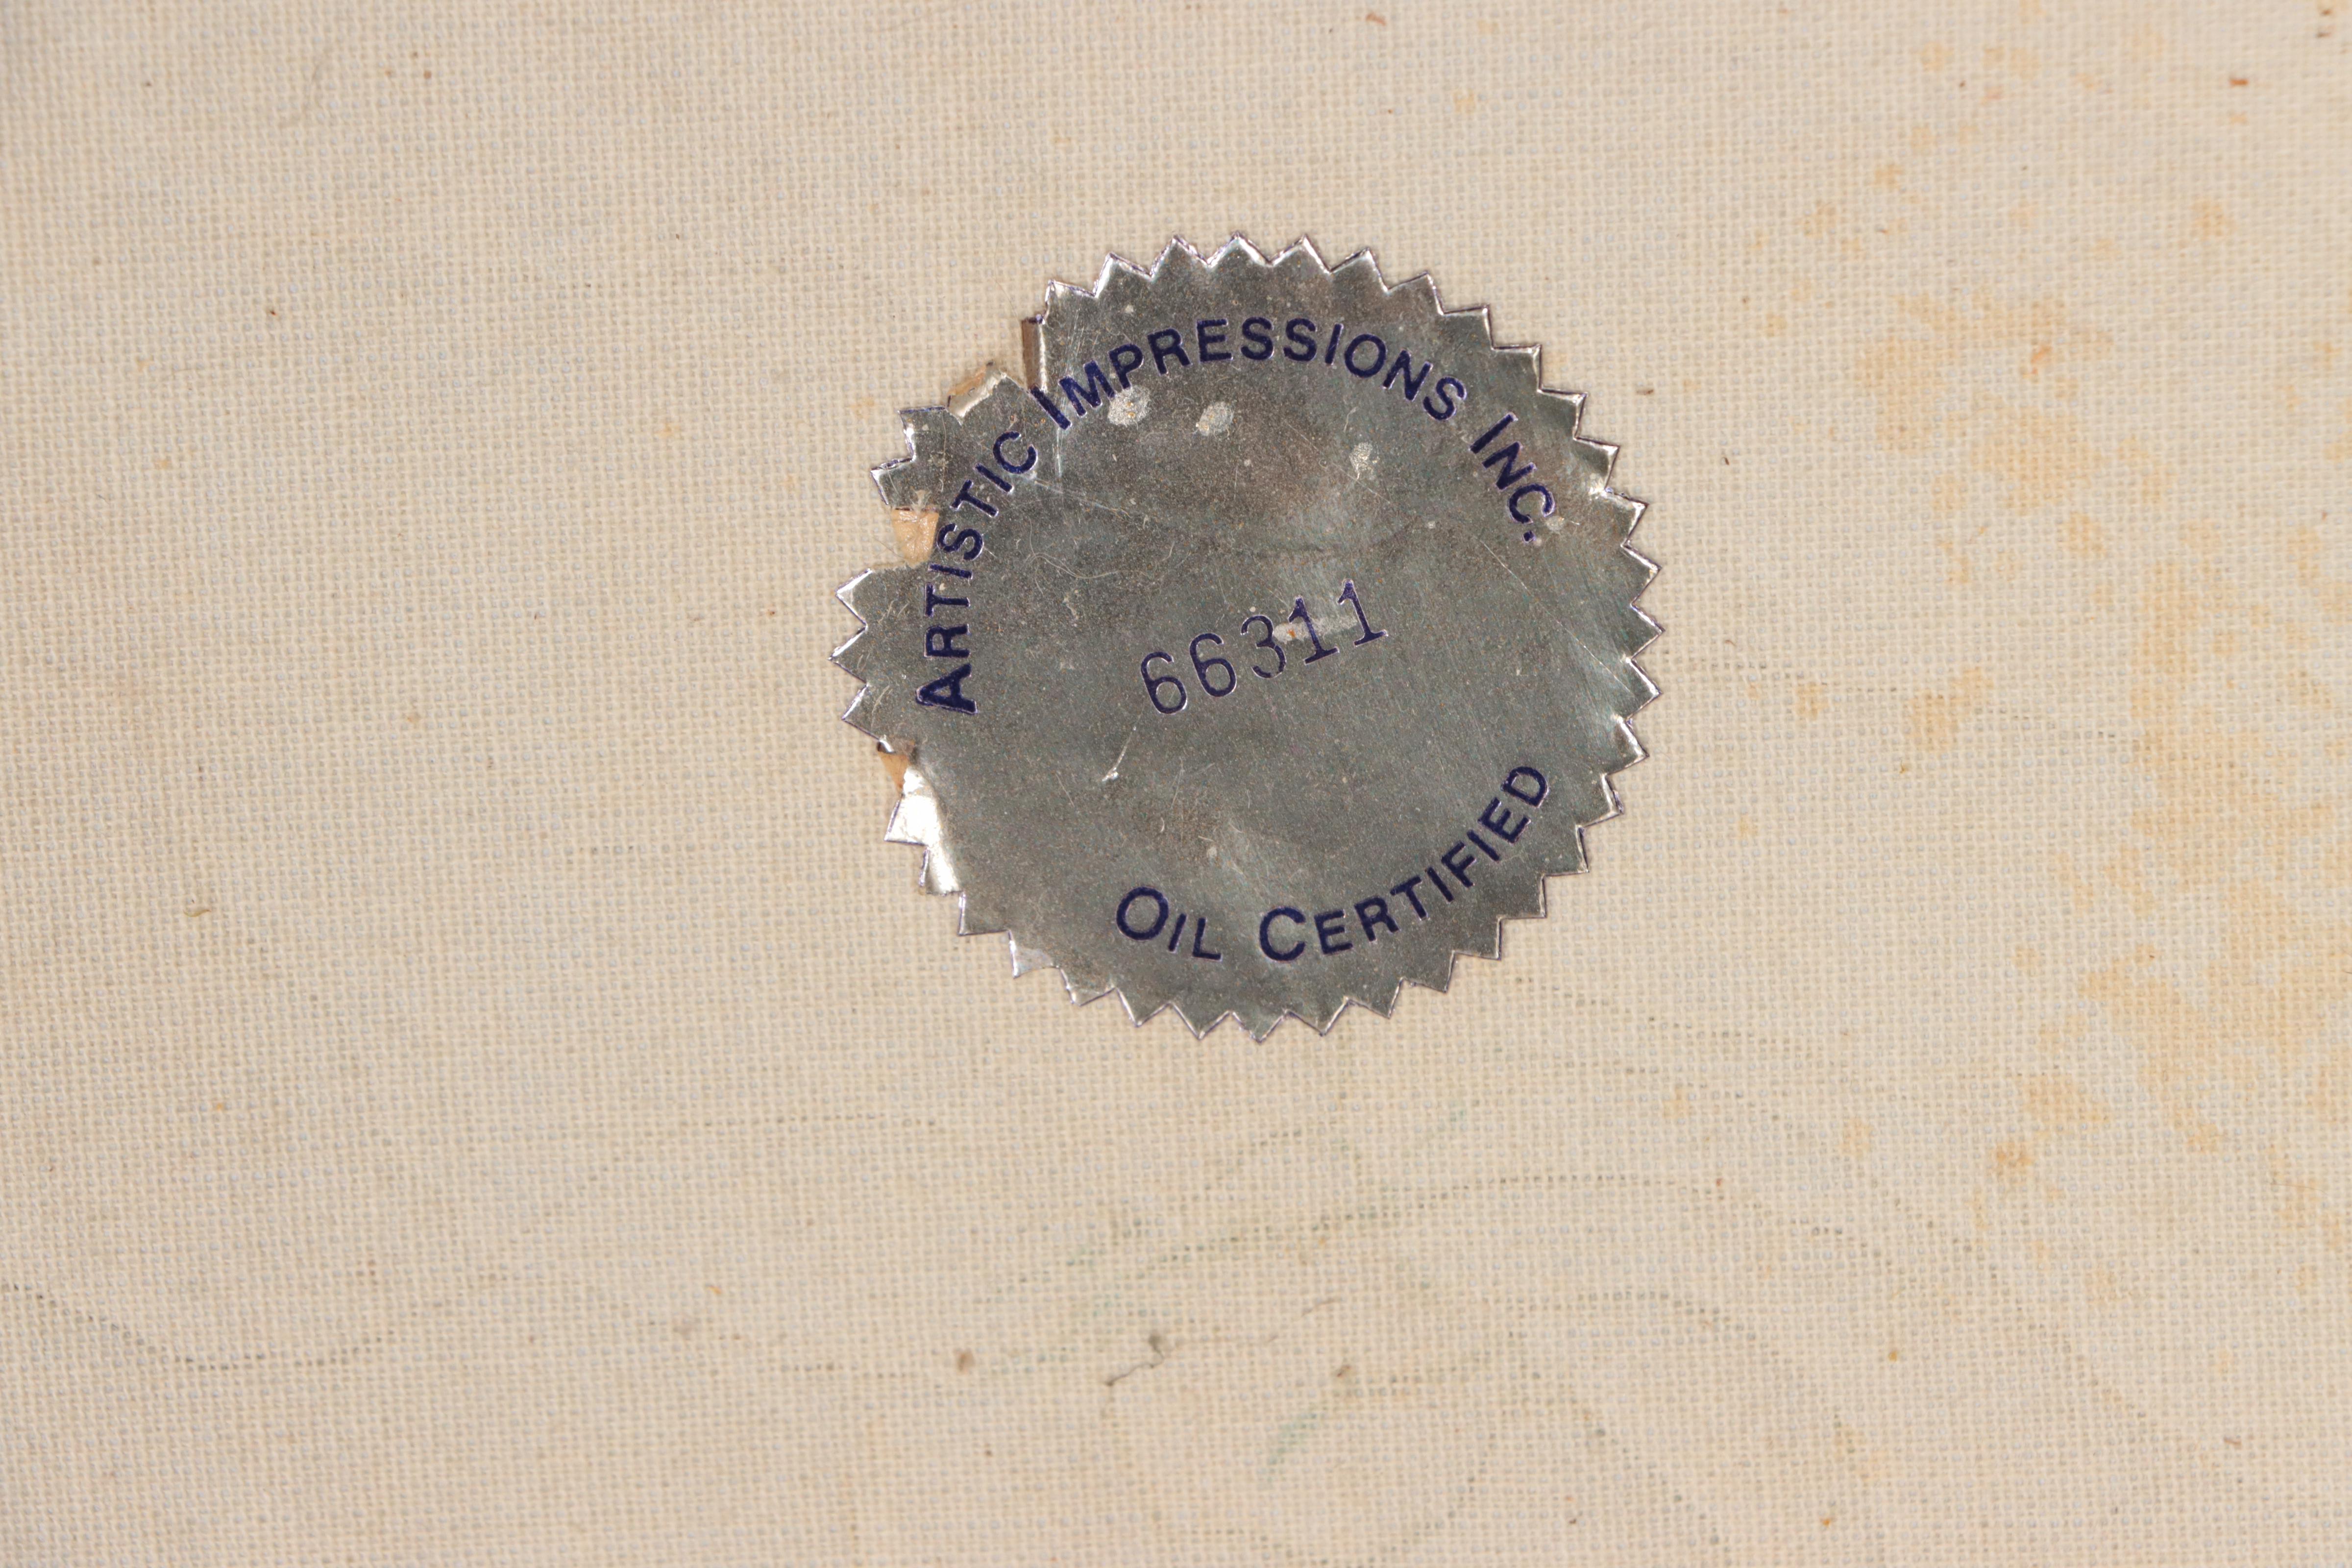 ARTISTIC IMPRESSIONS INC.
66311
OIL CERTIFIED